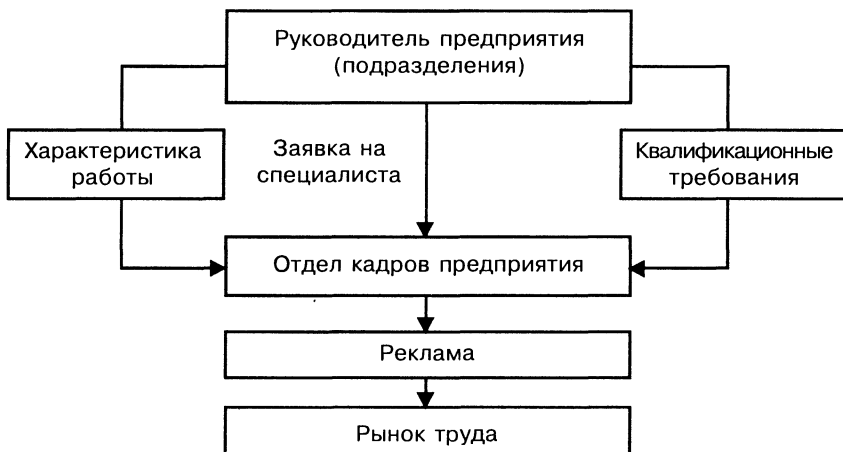 Руководитель предприятия
(подразделения)
Характеристика
работы
Заявка на
специалиста
Квалификационные
требования
Отдел кадров предприятия
Реклама
Рынок труда